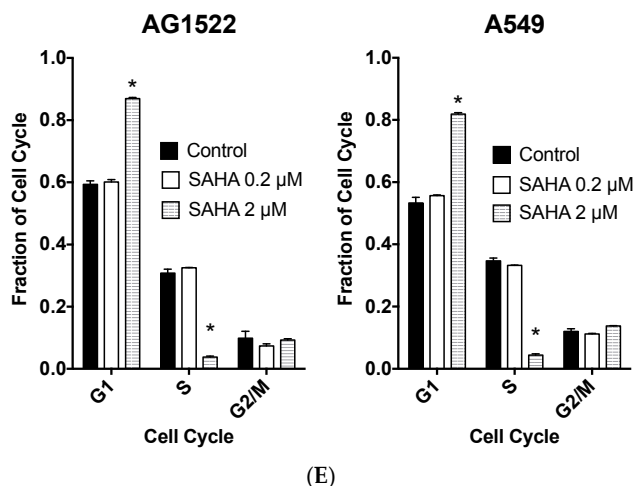 AG1522
A549
Fraction of Cell Cycle
1.0
0.8
0.6
0.4
0.2
0.0
*
*
Control
SAHA 0.2 µM
SAHA 2 µM
G1
S
G2/M
Cell Cycle
Fraction of Cell Cycle
1.0
0.8
0.6
0.4
0.2
0.0
*
*
Control
SAHA 0.2 µM
SAHA 2 µM
G1
S
G2/M
Cell Cycle
(E)